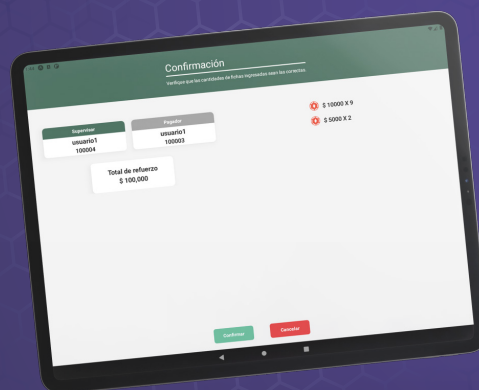 Confirmación
Verifique que las cantidades de fichas ingresadas sean las correctas
Supervisor
usuario1
100004
Pagador
usuario1
100003
Total de refuerzo
$ 100,000
$ 10000 X 9
$ 5000 X 2
Confirmar
Cancelar